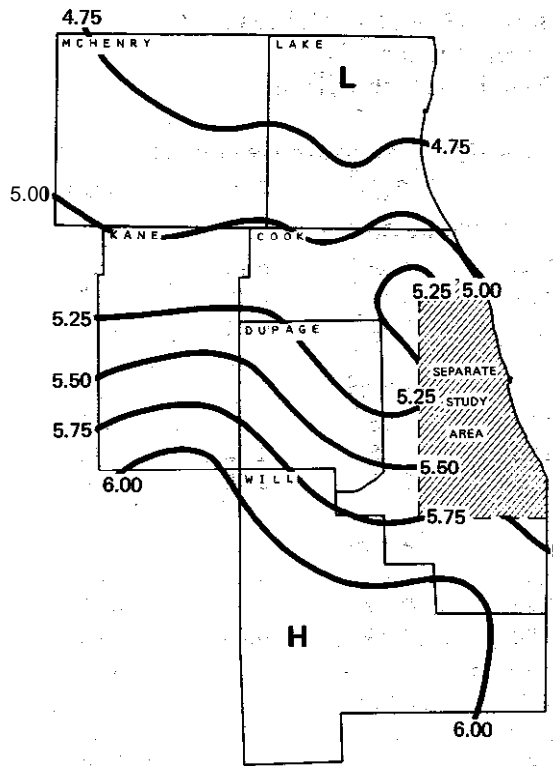 4.75
MCHENRY
LAKE
L
4.75
5.00
KANE
COOK
5.25 5.00
5.25
DUPAGE
SEPARATE
5.50
5.25
STUDY
5.75
AREA
5.50
6.00
WILL
5.75
H
6.00